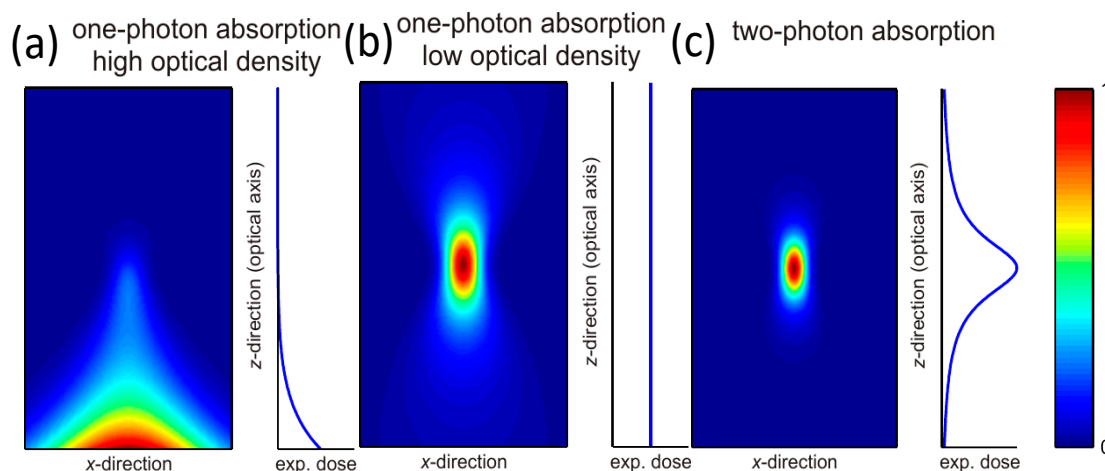 (a) one-photon absorption
high optical density
(b) one-photon absorption
low optical density
(c) two-photon absorption
z-direction (optical axis)
z-direction (optical axis)
z-direction (optical axis)
1
0
x-direction
exp. dose
x-direction
exp. dose
x-direction
exp. dose